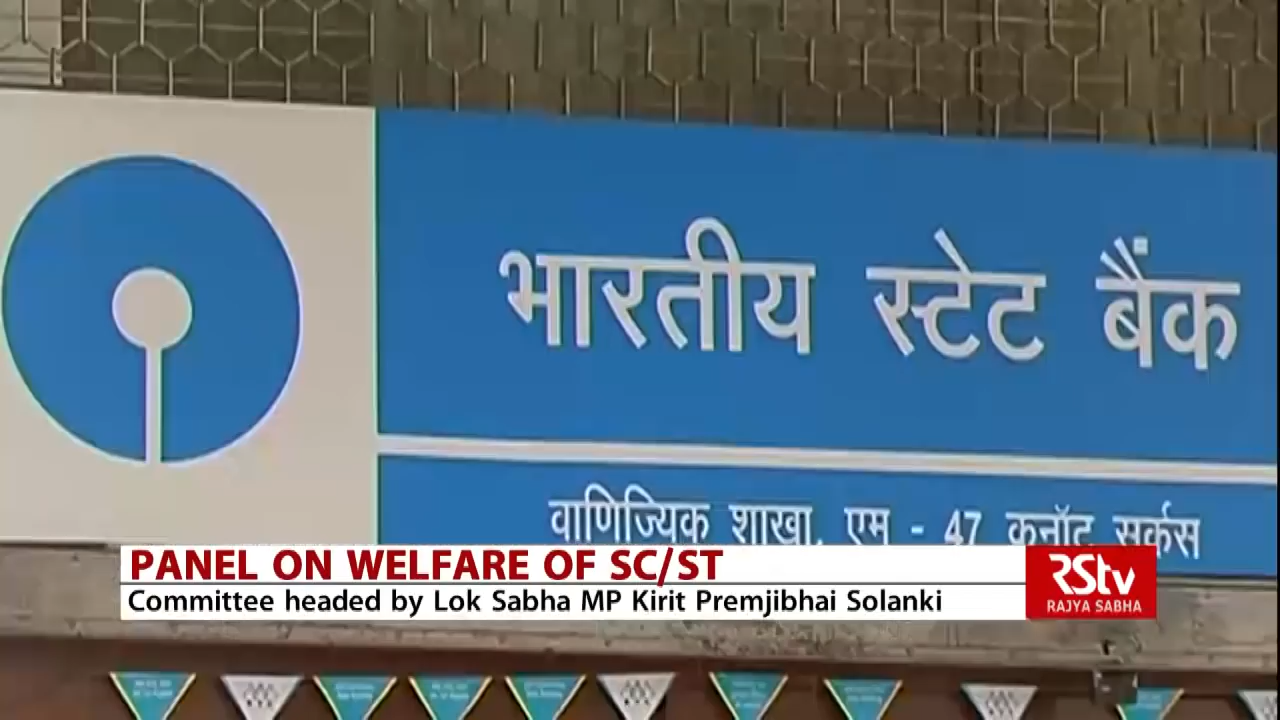 भारतीय स्टेट बैंक
वाणिज्यिक शाखा, एम - 47 कनॉट सर्कस
PANEL ON WELFARE OF SC/ST
Committee headed by Lok Sabha MP Kirit Premjibhai Solanki
RStv
RAJYA SABHA